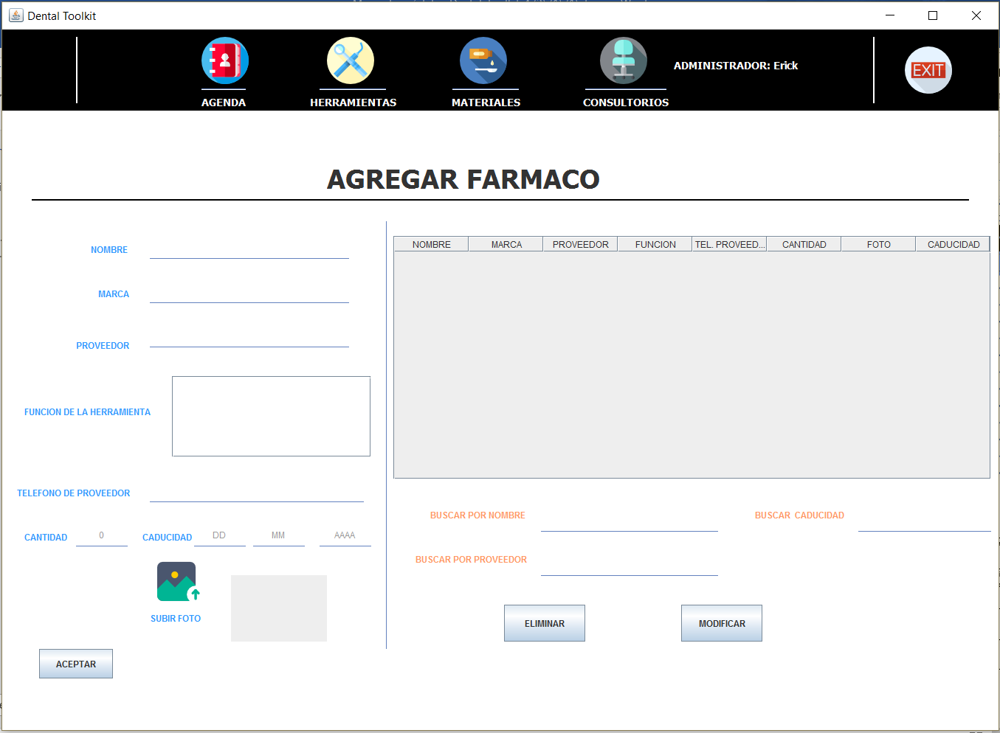 Dental Toolkit
AGENDA
HERRAMIENTAS
MATERIALES
CONSULTORIOS
ADMINISTRADOR: Erick
EXIT
AGREGAR FARMACO
NOMBRE
MARCA
PROVEEDOR
FUNCION DE LA HERRAMIENTA
TELEFONO DE PROVEEDOR
CANTIDAD 0 CADUCIDAD DD MM AAAA
SUBIR FOTO
ACEPTAR
NOMBRE MARCA PROVEEDOR FUNCION TEL. PROVEED... CANTIDAD FOTO CADUCIDAD
BUSCAR POR NOMBRE
BUSCAR CADUCIDAD
BUSCAR POR PROVEEDOR
ELIMINAR
MODIFICAR